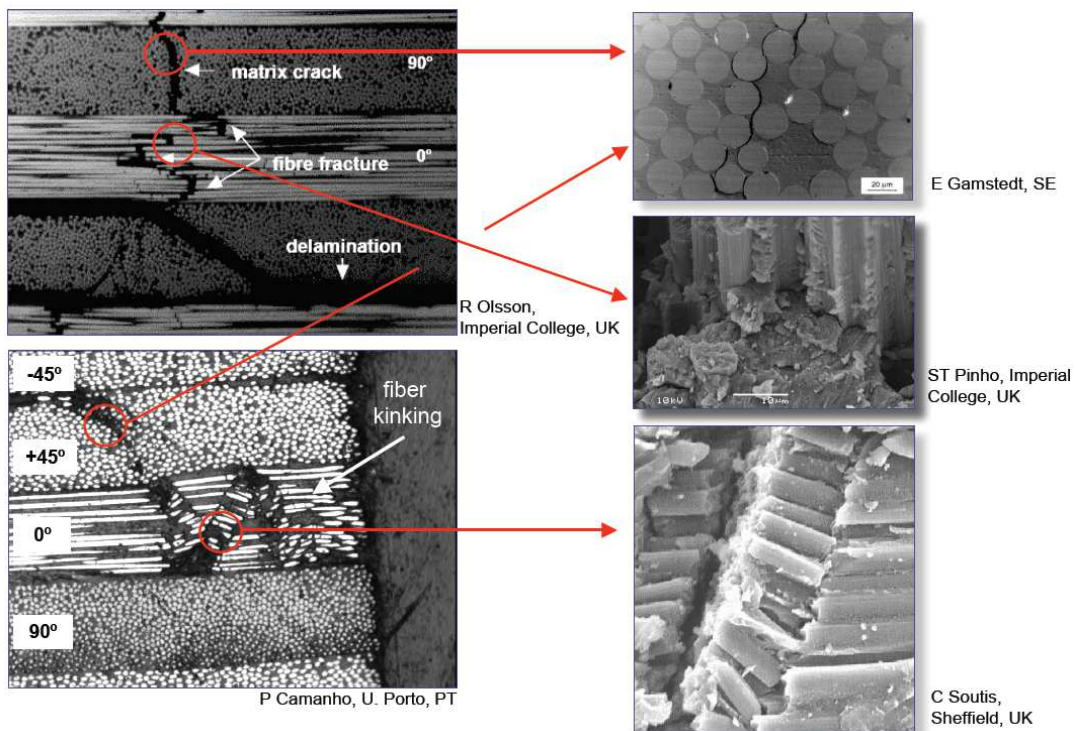 90º
matrix crack
fibre fracture
0º
delamination
R Olsson,
Imperial College, UK
-45º
fiber
kinking
+45º
0º
90º
P Camanho, U. Porto, PT
20 µm
E Gamstedt, SE
10kV
10µm
ST Pinho, Imperial
College, UK
C Soutis,
Sheffield, UK